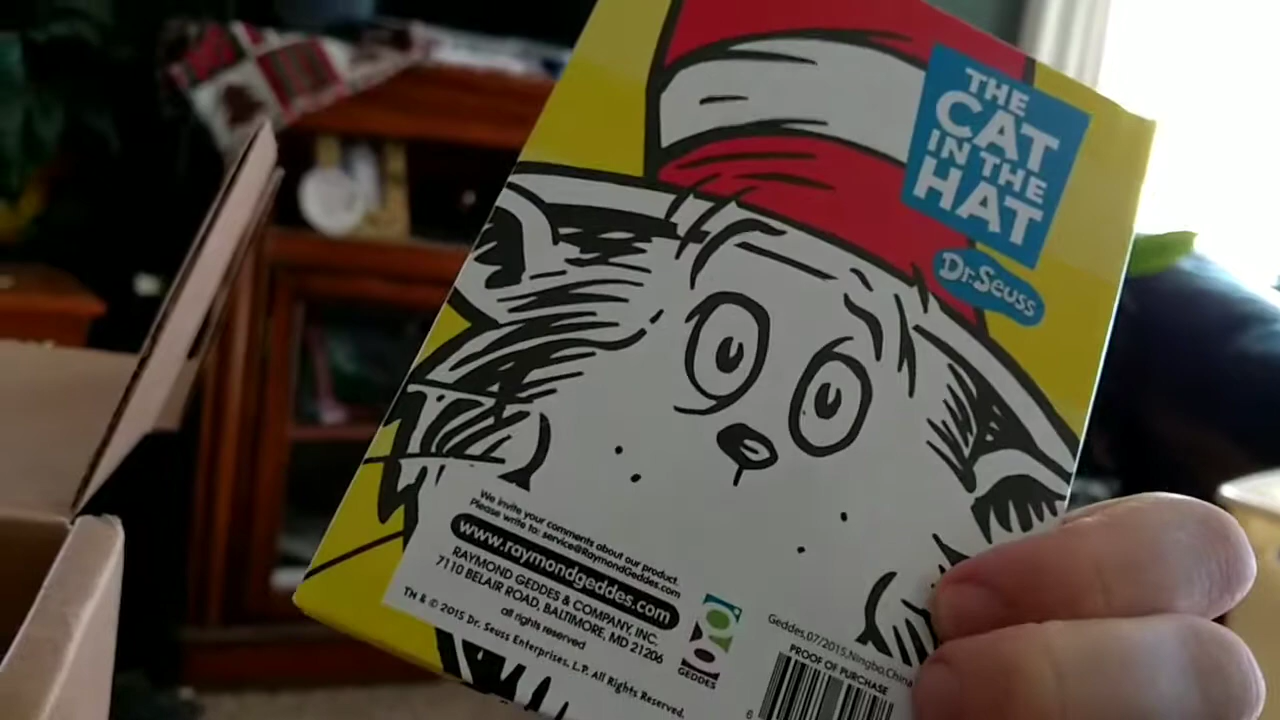 THE
CAT
IN THE
HAT
Dr. Seuss
We invite your comments about our product.
Please write to: service@RaymondGeddes.com
www.raymondgeddes.com
RAYMOND GEDDES & COMPANY, INC.
7110 BELAIR ROAD, BALTIMORE, MD 21206
all rights reserved
TM & © 2015 Dr. Seuss Enterprises, L.P. All Rights Reserved.
GEDDES
Geddes,07/2015,Ningbo,China
PROOF OF PURCHASE
6